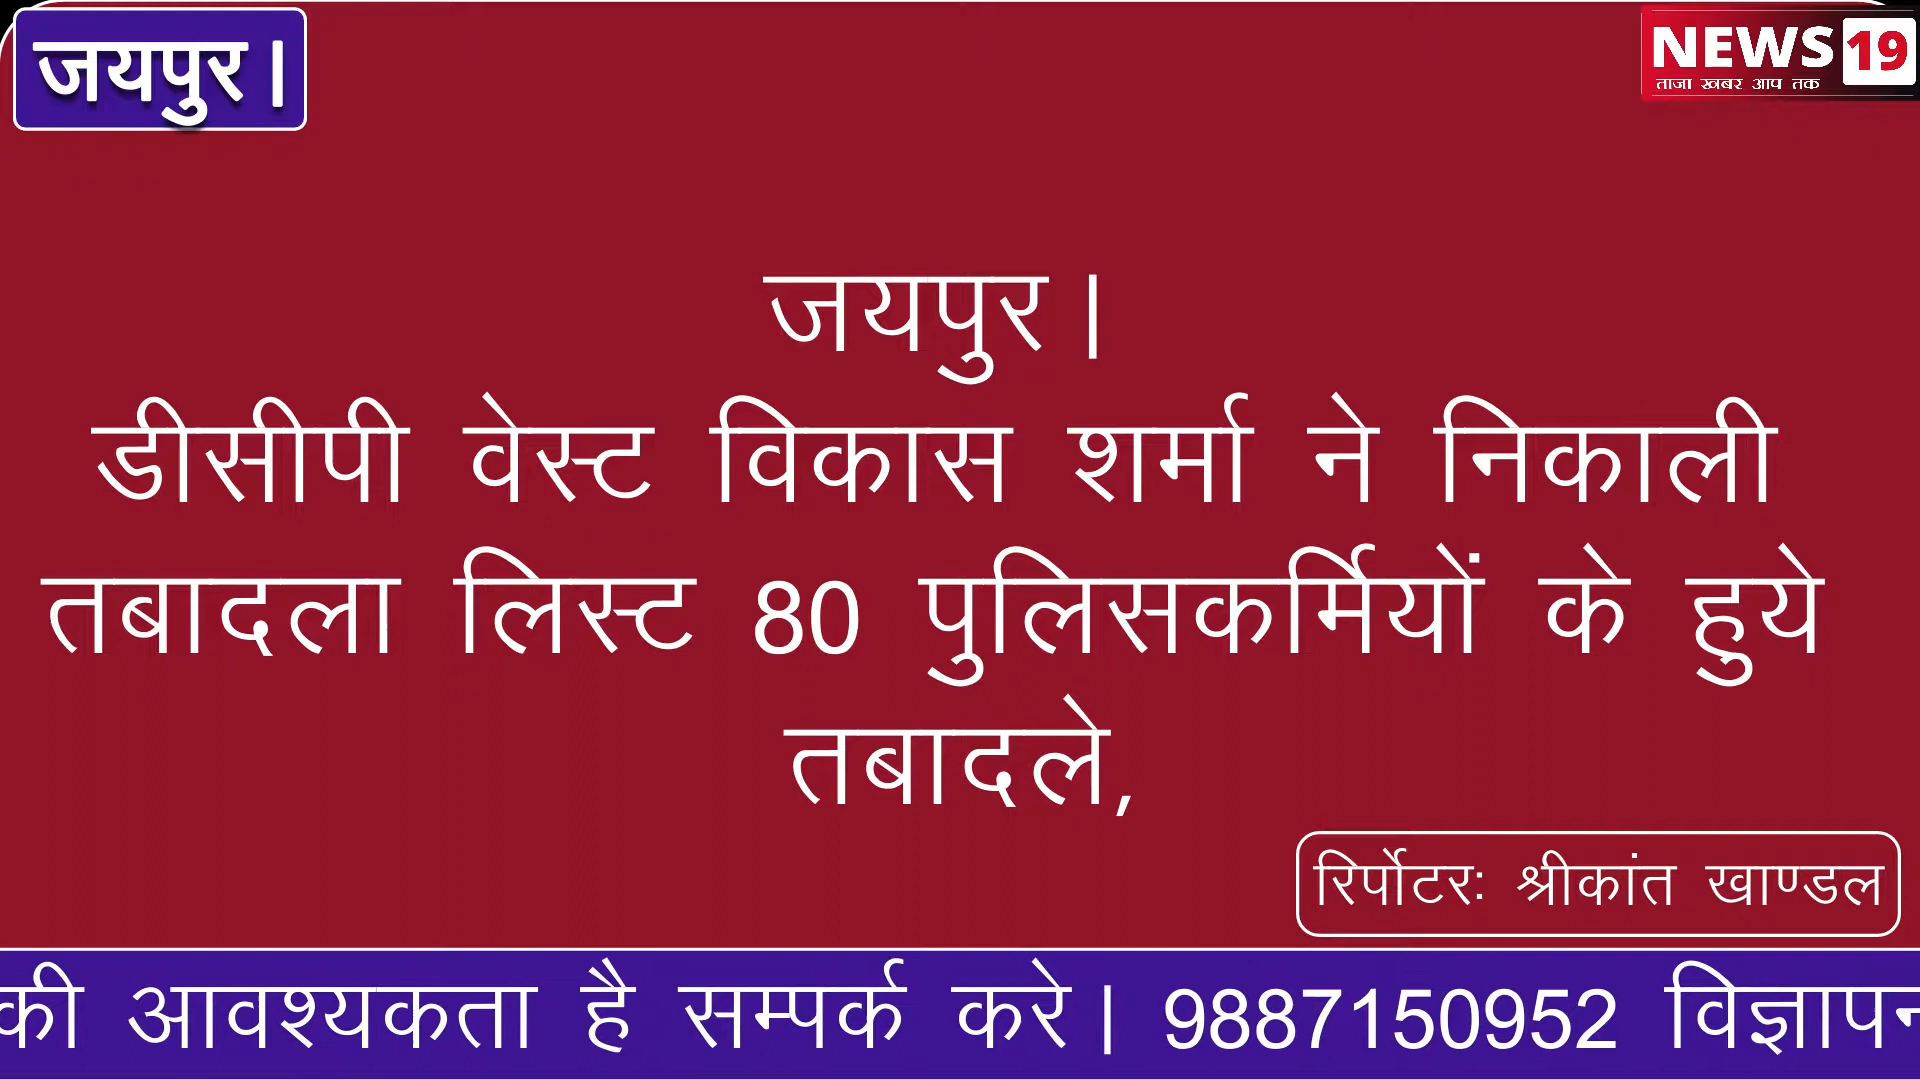 जयपुर।
NEWS 19
ताजा खबर आप तक
जयपुर।
डीसीपी वेस्ट विकास शर्मा ने निकाली
तबादला लिस्ट 80 पुलिसकर्मियों के हुये
तबादले,
रिर्पोटरः श्रीकांत खाण्डल
की आवश्यकता है सम्पर्क करे। 9887150952 विज्ञापन